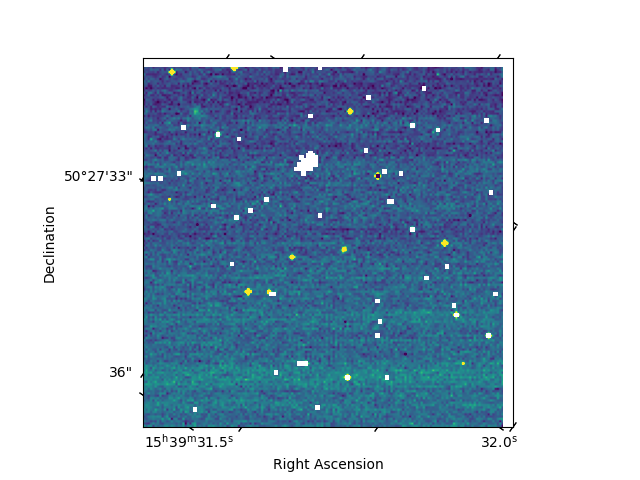 50°27'33"
Declination
36"
15ʰ39ᵐ31.5ˢ
32.0ˢ
Right Ascension